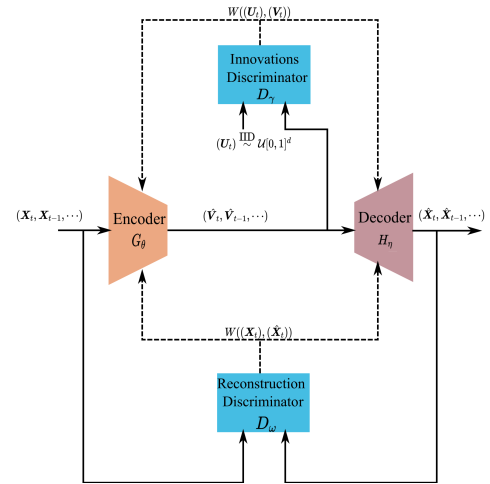 W((U_t), (V_t))
Innovations
Discriminator
D_γ
(U_t) IID ∼ 𝒰[0, 1]^d
(X_t, X_{t-1}, ⋯)
Encoder
G_θ
(V̂_t, V̂_{t-1}, ⋯)
Decoder
H_η
(X̂_t, X̂_{t-1}, ⋯)
W((X_t), (X̂_t))
Reconstruction
Discriminator
D_ω